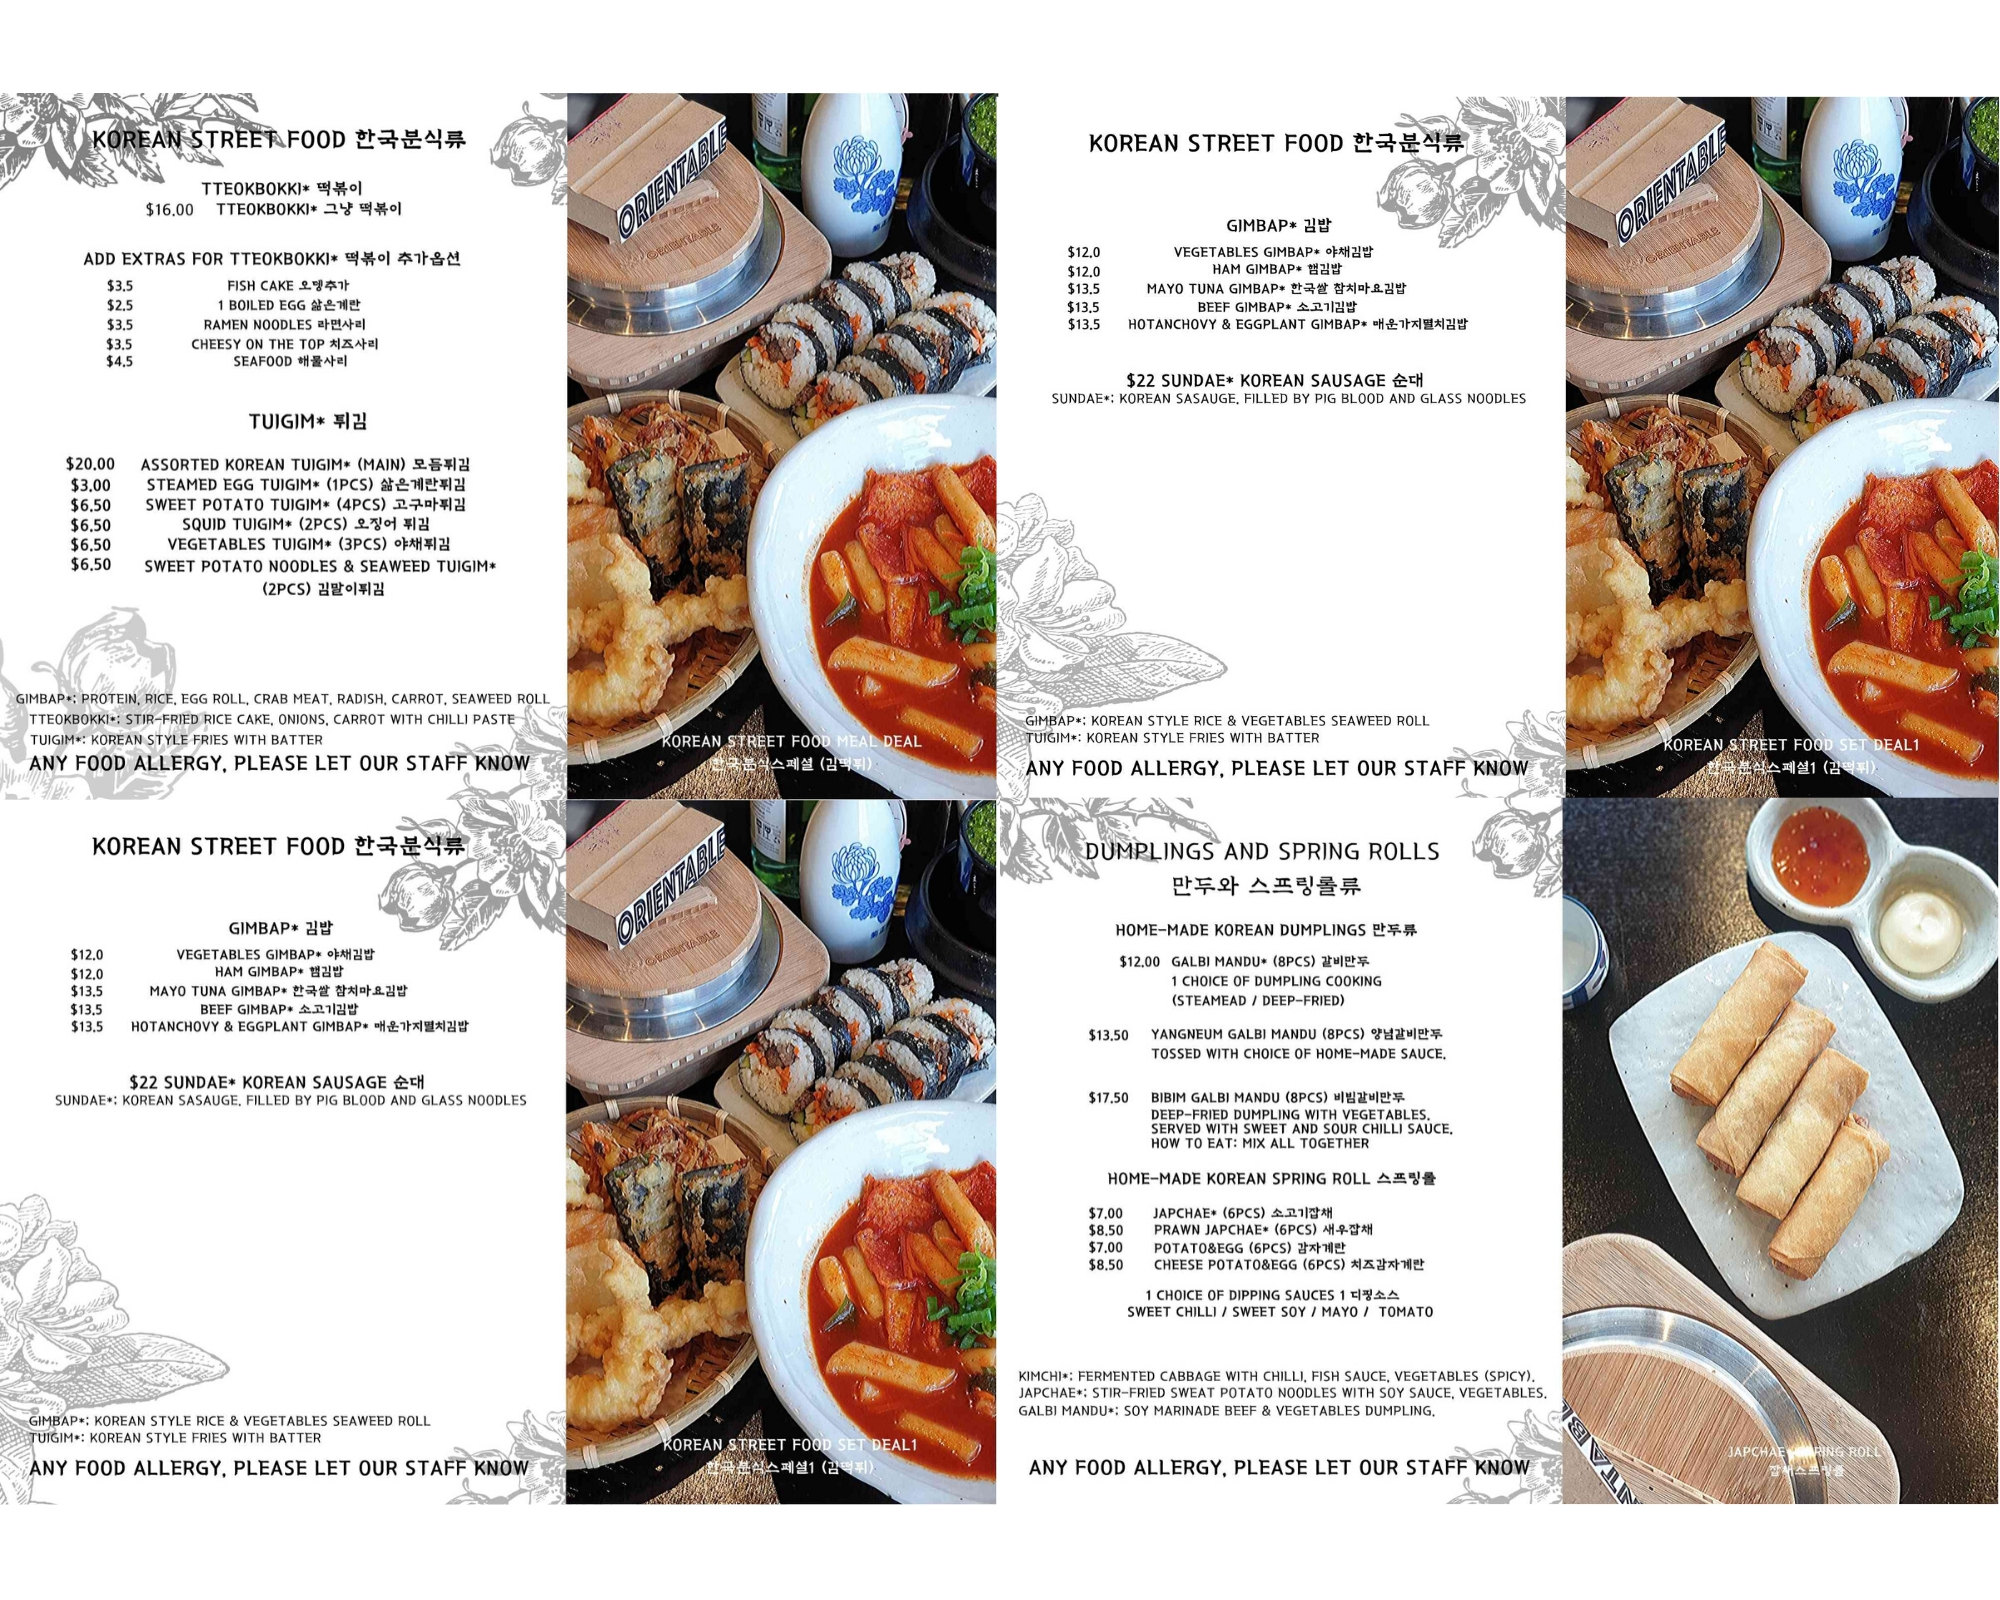 KOREAN STREET FOOD 한국분식류
TTEOKBOKKI* 떡볶이
$16.00 TTEOKBOKKI* 그냥 떡볶이
ADD EXTRAS FOR TTEOKBOKKI* 떡볶이 추가옵션
$3.5 FISH CAKE 오뎅추가
$2.5 1 BOILED EGG 삶은계란
$3.5 RAMEN NOODLES 라면사리
$3.5 CHEESY ON THE TOP 치즈사리
$4.5 SEAFOOD 해물사리
TUIGIM* 튀김
$20.00 ASSORTED KOREAN TUIGIM* (MAIN) 모듬튀김
$3.00 STEAMED EGG TUIGIM* (1PCS) 삶은계란튀김
$6.50 SWEET POTATO TUIGIM* (4PCS) 고구마튀김
$6.50 SQUID TUIGIM* (2PCS) 오징어 튀김
$6.50 VEGETABLES TUIGIM* (3PCS) 야채튀김
$6.50 SWEET POTATO NOODLES & SEAWEED TUIGIM*
(2PCS) 김말이튀김
GIMBAP*: PROTEIN, RICE, EGG ROLL, CRAB MEAT, RADISH, CARROT, SEAWEED ROLL
TTEOKBOKKI*: STIR-FRIED RICE CAKE, ONIONS, CARROT WITH CHILLI PASTE
TUIGIM*: KOREAN STYLE FRIES WITH BATTER
ANY FOOD ALLERGY, PLEASE LET OUR STAFF KNOW
ORIENTABLE
ORIENTABLE
KOREAN STREET FOOD MEAL DEAL
한국분식스페셜 (김떡튀)
KOREAN STREET FOOD 한국분식류
GIMBAP* 김밥
$12.0 VEGETABLES GIMBAP* 야채김밥
$12.0 HAM GIMBAP* 햄김밥
$13.5 MAYO TUNA GIMBAP* 한국쌀 참치마요김밥
$13.5 BEEF GIMBAP* 소고기김밥
$13.5 HOTANCHOVY & EGGPLANT GIMBAP* 매운가지멸치김밥
$22 SUNDAE* KOREAN SAUSAGE 순대
SUNDAE*: KOREAN SASAUGE, FILLED BY PIG BLOOD AND GLASS NOODLES
GIMBAP*: KOREAN STYLE RICE & VEGETABLES SEAWEED ROLL
TUIGIM*: KOREAN STYLE FRIES WITH BATTER
ANY FOOD ALLERGY, PLEASE LET OUR STAFF KNOW
ORIENTABLE
ORIENTABLE
KOREAN STREET FOOD SET DEAL1
한국분식스페셜1 (김떡튀)
KOREAN STREET FOOD 한국분식류
GIMBAP* 김밥
$12.0 VEGETABLES GIMBAP* 야채김밥
$12.0 HAM GIMBAP* 햄김밥
$13.5 MAYO TUNA GIMBAP* 한국쌀 참치마요김밥
$13.5 BEEF GIMBAP* 소고기김밥
$13.5 HOTANCHOVY & EGGPLANT GIMBAP* 매운가지멸치김밥
$22 SUNDAE* KOREAN SAUSAGE 순대
SUNDAE*: KOREAN SASAUGE, FILLED BY PIG BLOOD AND GLASS NOODLES
GIMBAP*: KOREAN STYLE RICE & VEGETABLES SEAWEED ROLL
TUIGIM*: KOREAN STYLE FRIES WITH BATTER
ANY FOOD ALLERGY, PLEASE LET OUR STAFF KNOW
ORIENTABLE
ORIENTABLE
KOREAN STREET FOOD SET DEAL1
한국분식스페셜1 (김떡튀)
DUMPLINGS AND SPRING ROLLS
만두와 스프링롤류
HOME-MADE KOREAN DUMPLINGS 만두류
$12.00 GALBI MANDU* (8PCS) 갈비만두
1 CHOICE OF DUMPLING COOKING
(STEAMEAD / DEEP-FRIED)
$13.50 YANGNEUM GALBI MANDU (8PCS) 양념갈비만두
TOSSED WITH CHOICE OF HOME-MADE SAUCE.
$17.50 BIBIM GALBI MANDU (8PCS) 비빔갈비만두
DEEP-FRIED DUMPLING WITH VEGETABLES.
SERVED WITH SWEET AND SOUR CHILLI SAUCE.
HOW TO EAT: MIX ALL TOGETHER
HOME-MADE KOREAN SPRING ROLL 스프링롤
$7.00 JAPCHAE* (6PCS) 소고기잡채
$8.50 PRAWN JAPCHAE* (6PCS) 새우잡채
$7.00 POTATO&EGG (6PCS) 감자계란
$8.50 CHEESE POTATO&EGG (6PCS) 치즈감자계란
1 CHOICE OF DIPPING SAUCES 1 디핑소스
SWEET CHILLI / SWEET SOY / MAYO / TOMATO
KIMCHI*: FERMENTED CABBAGE WITH CHILLI, FISH SAUCE, VEGETABLES (SPICY).
JAPCHAE*: STIR-FRIED SWEAT POTATO NOODLES WITH SOY SAUCE, VEGETABLES.
GALBI MANDU*: SOY MARINADE BEEF & VEGETABLES DUMPLING.
ANY FOOD ALLERGY, PLEASE LET OUR STAFF KNOW
JAPCHAE* SPRING ROLL
잡채스프링롤